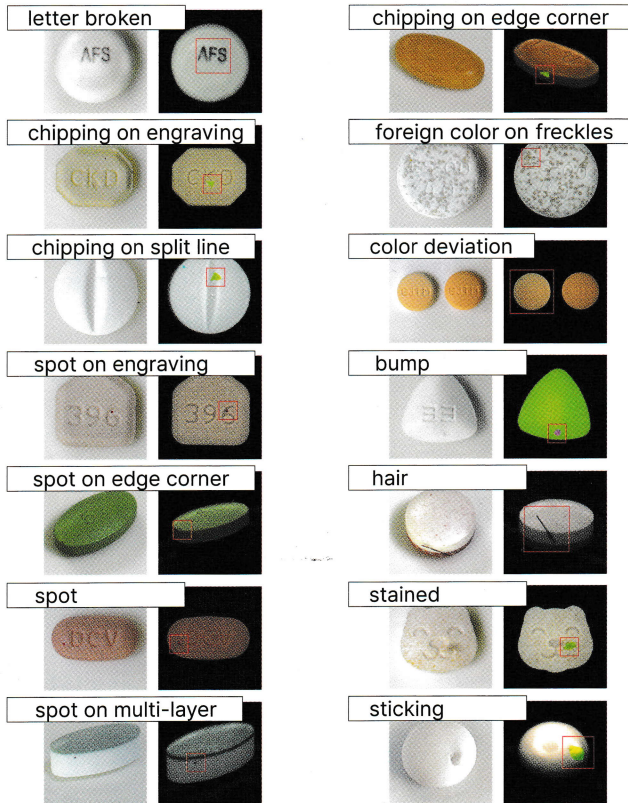 letter broken
AFS
AFS
chipping on engraving
CKD
CKD
chipping on split line
spot on engraving
396
396
spot on edge corner
spot
DCV
DCV
spot on multi-layer
chipping on edge corner
foreign color on freckles
color deviation
bump
33
hair
stained
sticking